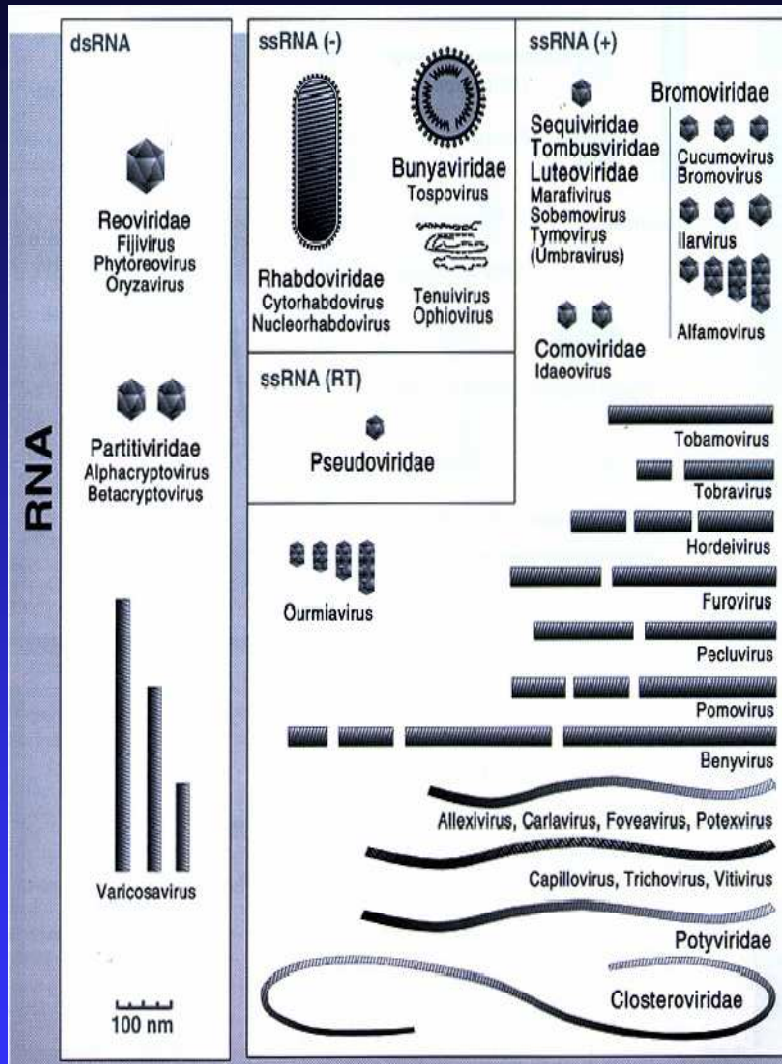 RNA
dsRNA
Reoviridae
Fijivirus
Phytoreovirus
Oryzavirus
Partitiviridae
Alphacryptovirus
Betacryptovirus
Varicosavirus
100 nm
ssRNA (-)
Rhabdoviridae
Cytorhabdovirus
Nucleorhabdovirus
Bunyaviridae
Tospovirus
Tenuivirus
Ophiovirus
ssRNA (RT)
Pseudoviridae
ssRNA (+)
Sequiviridae
Tombusviridae
Luteoviridae
Marafivirus
Sobemovirus
Tymovirus
(Umbravirus)
Comoviridae
Idaeovirus
Bromoviridae
Cucumovirus
Bromovirus
Ilarvirus
Alfamovirus
Tobamovirus
Tobravirus
Hordeivirus
Furovirus
Pecluvirus
Pomovirus
Benyvirus
Ourmiavirus
Allexivirus, Carlavirus, Foveavirus, Potexvirus
Capillovirus, Trichovirus, Vitivirus
Potyviridae
Closteroviridae